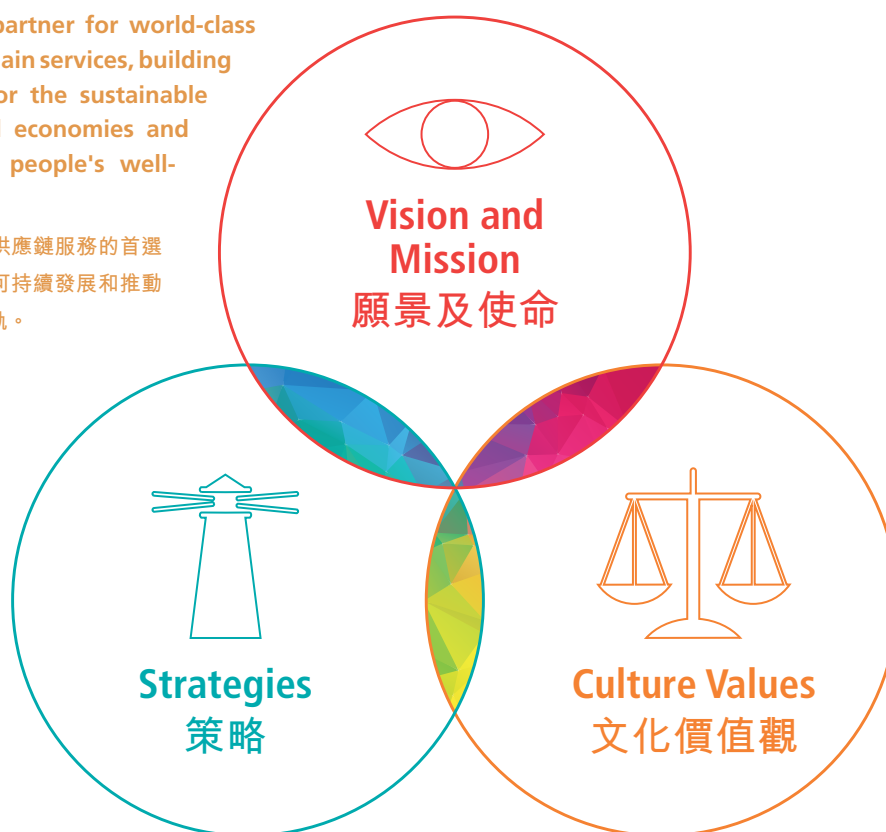 partner for world-class
ain services, building
or the sustainable
economies and
people's well-
供應鏈服務的首選
可持續發展和推動
軌。
Vision and
Mission
願景及使命
Strategies
策略
Culture Values
文化價值觀